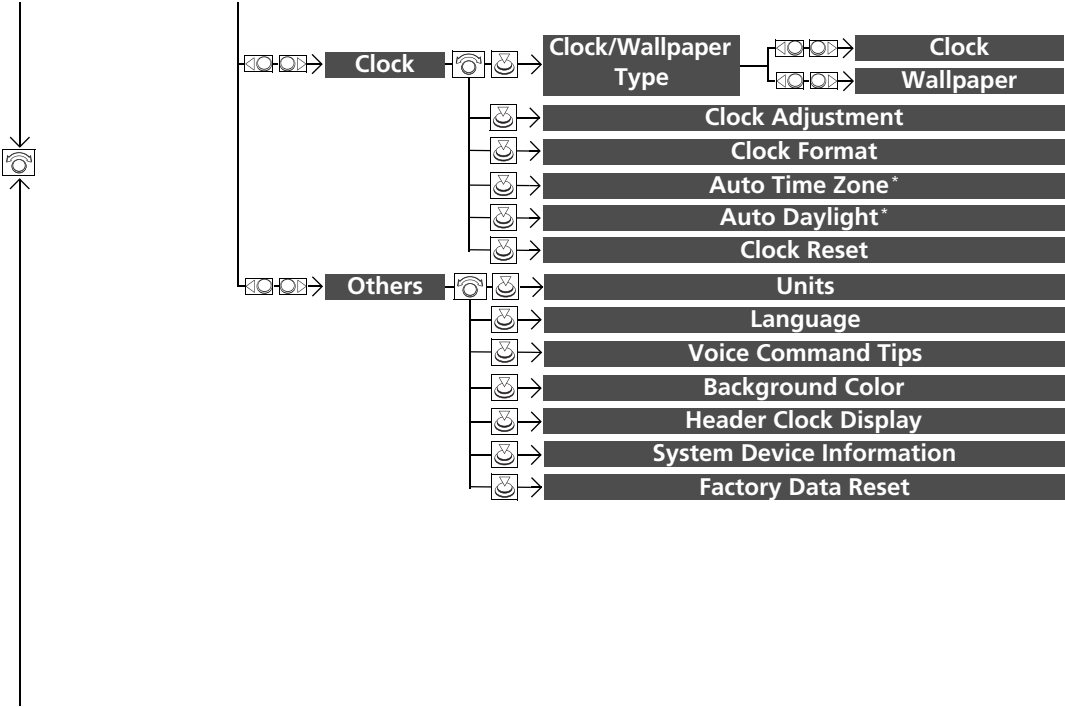 Clock
Clock/Wallpaper
Type
Clock
Wallpaper
Clock Adjustment
Clock Format
Auto Time Zone*
Auto Daylight*
Clock Reset
Others
Units
Language
Voice Command Tips
Background Color
Header Clock Display
System Device Information
Factory Data Reset